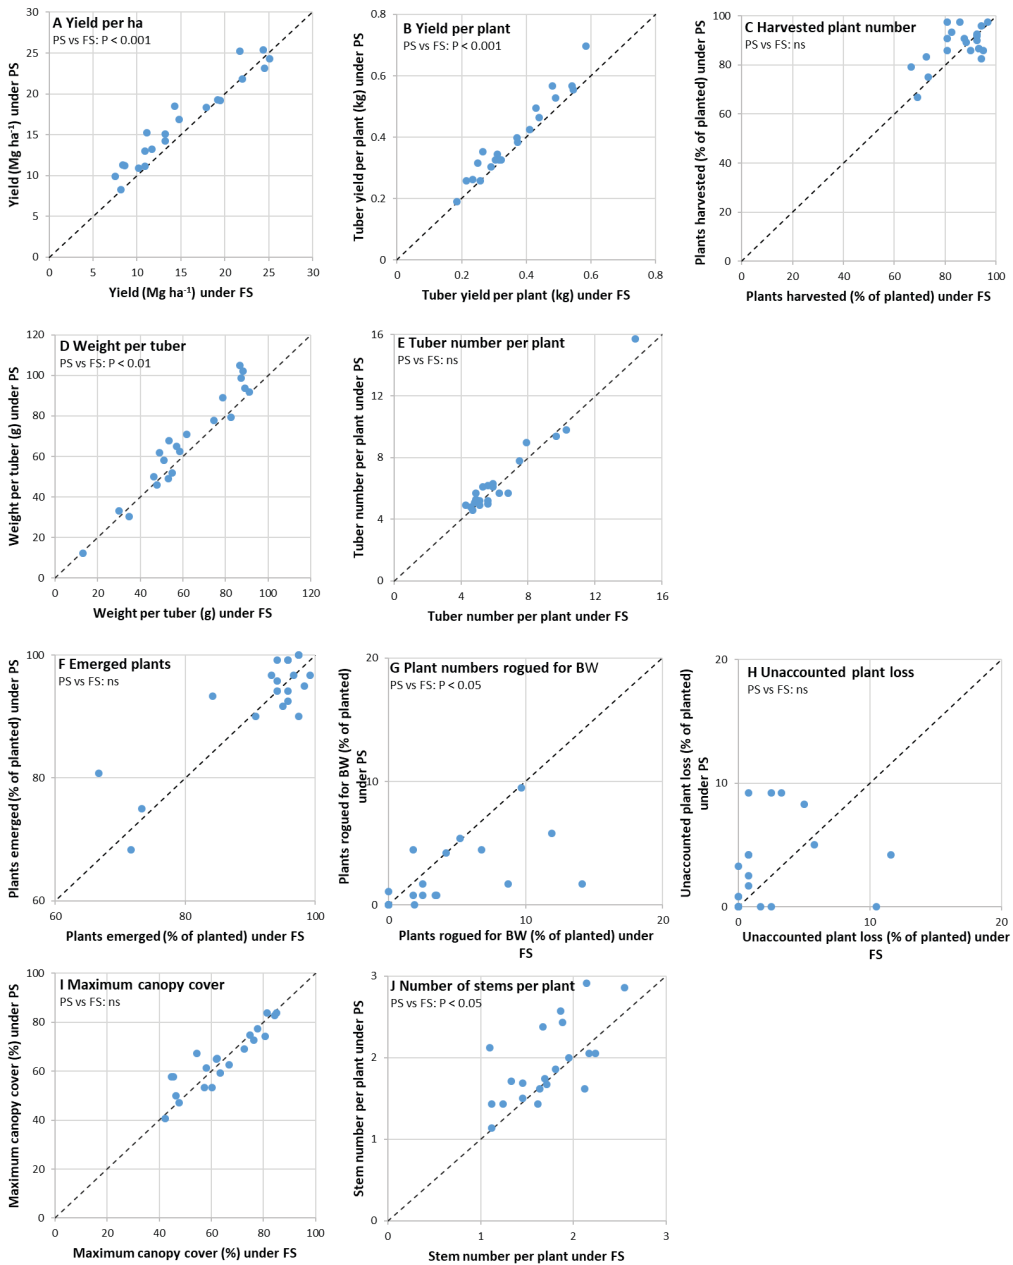 A Yield per ha
PS vs FS: P < 0.001
Yield (Mg ha⁻¹) under PS
30
25
20
15
10
5
0
0 5 10 15 20 25 30
Yield (Mg ha⁻¹) under FS
B Yield per plant
PS vs FS: P < 0.001
Tuber yield per plant (kg) under PS
0.8
0.6
0.4
0.2
0
0 0.2 0.4 0.6 0.8
Tuber yield per plant (kg) under FS
C Harvested plant number
PS vs FS: ns
Plants harvested (% of planted) under PS
100
80
60
40
20
0
0 20 40 60 80 100
Plants harvested (% of planted) under FS
D Weight per tuber
PS vs FS: P < 0.01
Weight per tuber (g) under PS
120
100
80
60
40
20
0
0 20 40 60 80 100 120
Weight per tuber (g) under FS
E Tuber number per plant
PS vs FS: ns
Tuber number per plant under PS
16
12
8
4
0
0 4 8 12 16
Tuber number per plant under FS
F Emerged plants
PS vs FS: ns
Plants emerged (% of planted) under PS
100
80
60
60 80 100
Plants emerged (% of planted) under FS
G Plant numbers rogued for BW
PS vs FS: P < 0.05
Plants rogued for BW (% of planted)
under PS
20
10
0
0 10 20
Plants rogued for BW (% of planted) under
FS
H Unaccounted plant loss
PS vs FS: ns
Unaccounted plant loss (% of planted)
under PS
20
10
0
0 10 20
Unaccounted plant loss (% of planted) under
FS
I Maximum canopy cover
PS vs FS: ns
Maximum canopy cover (%) under PS
100
80
60
40
20
0
0 20 40 60 80 100
Maximum canopy cover (%) under FS
J Number of stems per plant
PS vs FS: P < 0.05
Stem number per plant under PS
3
2
1
0
0 1 2 3
Stem number per plant under FS